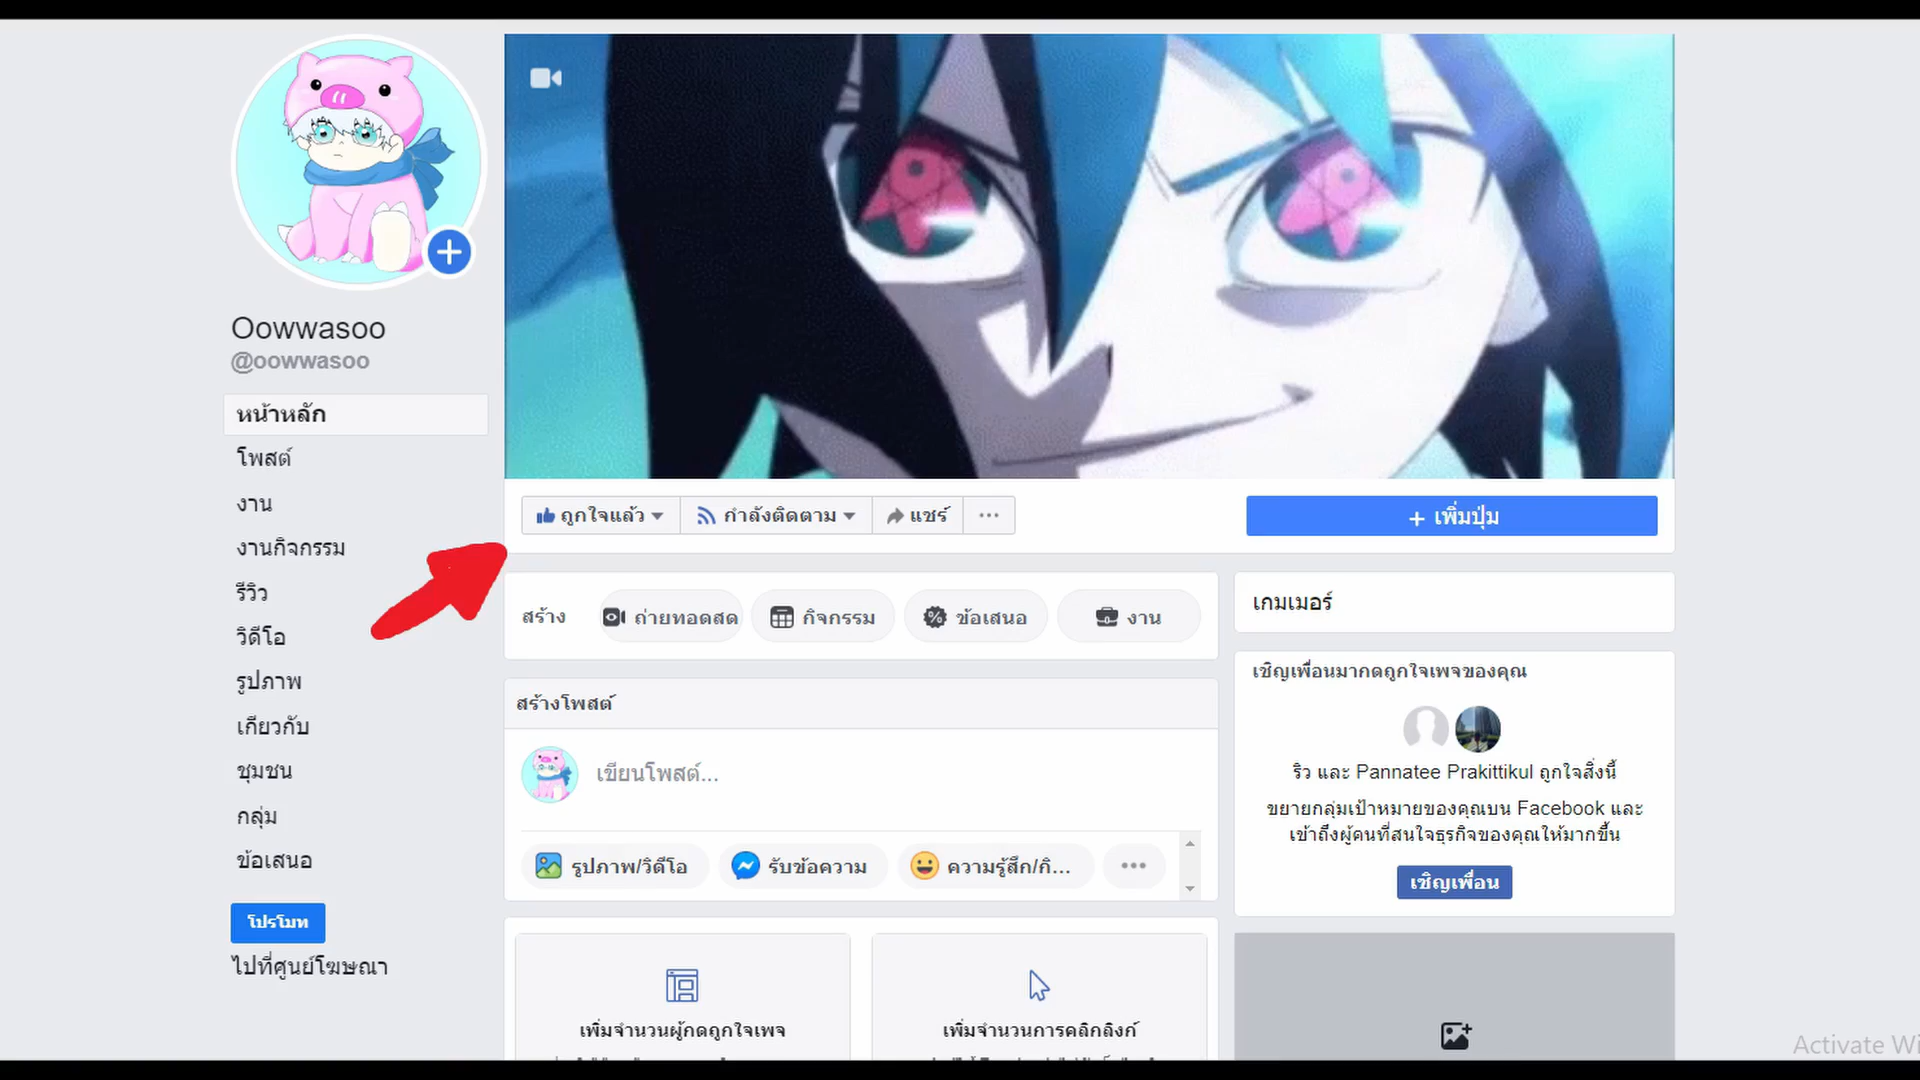 Oowwasoo
@oowwasoo
หน้าหลัก
โพสต์
งาน
งานกิจกรรม
รีวิว
วิดีโอ
รูปภาพ
เกี่ยวกับ
ชุมชน
กลุ่ม
ข้อเสนอ
โปรโมท
ไปที่ศูนย์โฆษณา
ถูกใจแล้ว กำลังติดตาม แชร์ ...
+ เพิ่มปุ่ม
สร้าง ถ่ายทอดสด กิจกรรม ข้อเสนอ งาน
สร้างโพสต์
เขียนโพสต์...
รูปภาพ/วิดีโอ รับข้อความ ความรู้สึก/กิ... ...
เพิ่มจำนวนผู้กดถูกใจเพจ
เพิ่มจำนวนการคลิกลิงก์
เกมเมอร์
เชิญเพื่อนมากดถูกใจเพจของคุณ
ริว และ Pannatee Prakittikul ถูกใจสิ่งนี้
ขยายกลุ่มเป้าหมายของคุณบน Facebook และ
เข้าถึงผู้คนที่สนใจธุรกิจของคุณให้มากขึ้น
เชิญเพื่อน
Activate Wi